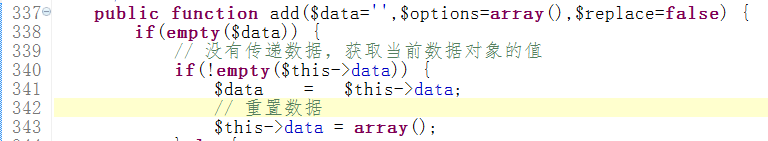 337 public function add($data='',$options=array(),$replace=false) {
338 if(empty($data)) {
339 // 没有传递数据，获取当前数据对象的值
340 if(!empty($this->data)) {
341 $data = $this->data;
342 // 重置数据
343 $this->data = array();